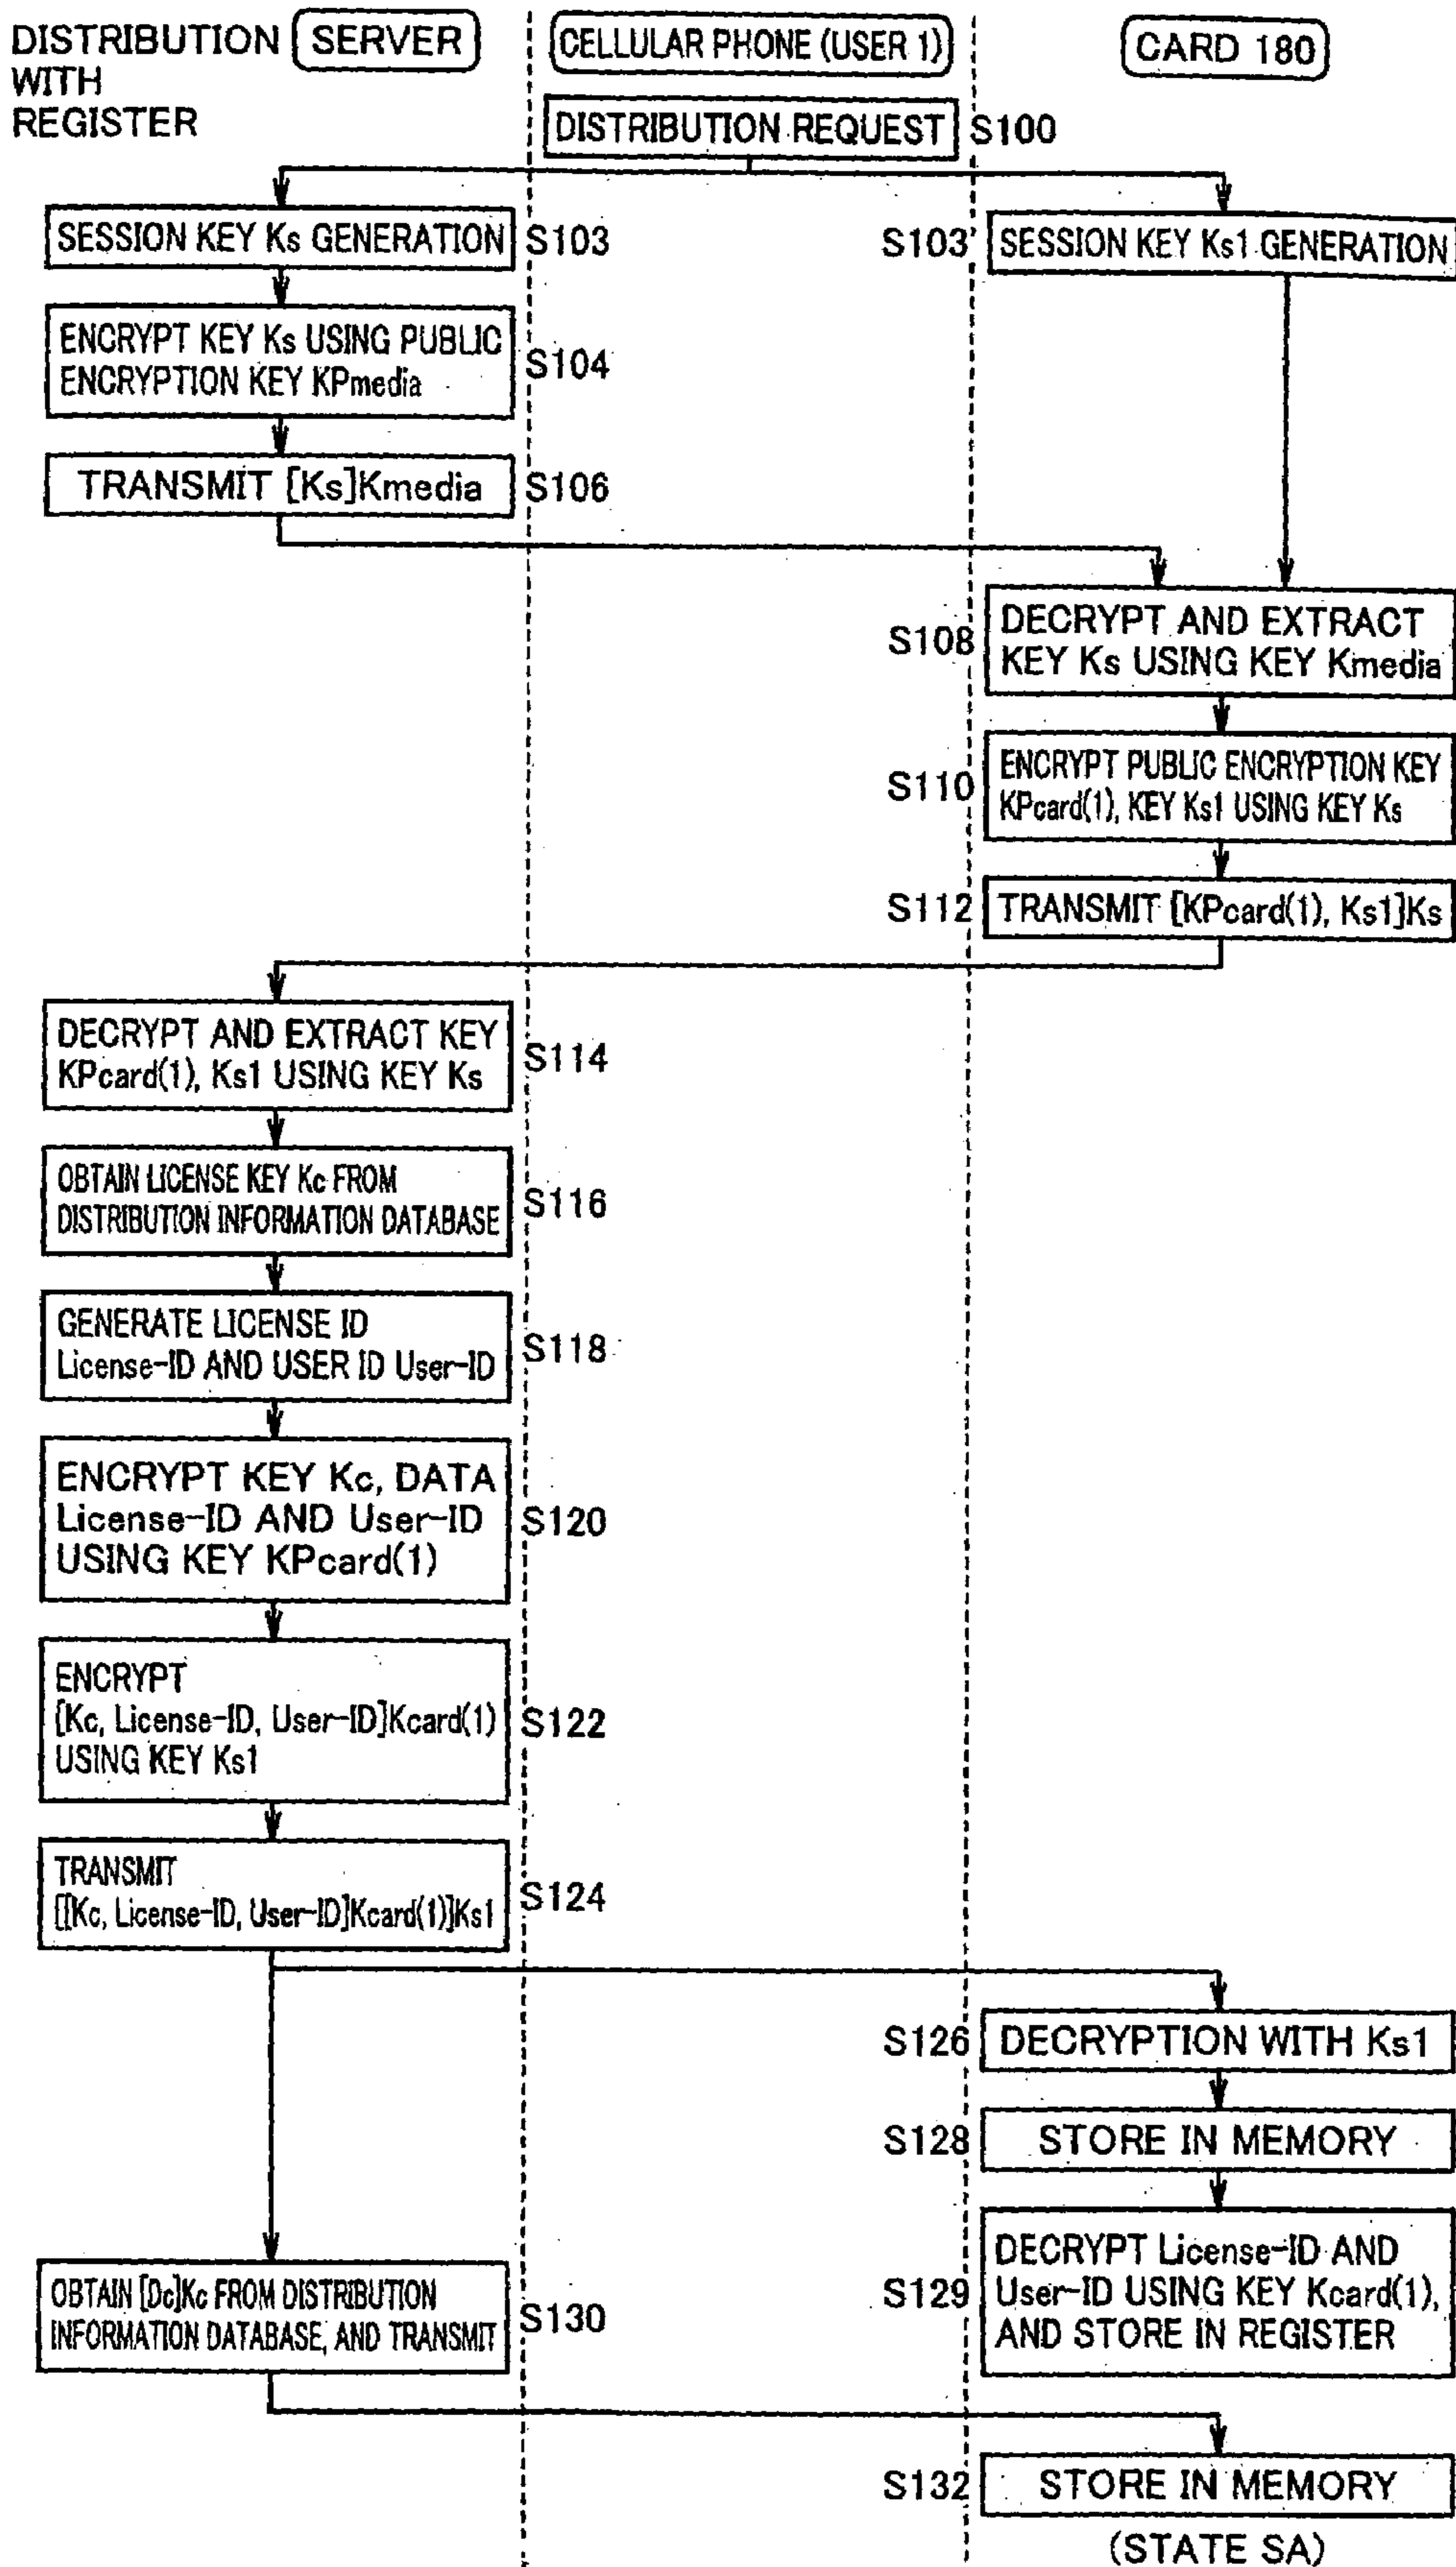 DISTRIBUTION SERVER
WITH
REGISTER
CELLULAR PHONE (USER 1)
CARD 180
DISTRIBUTION REQUEST S100
SESSION KEY Ks GENERATION S103
S103 SESSION KEY Ks1 GENERATION
ENCRYPT KEY Ks USING PUBLIC
ENCRYPTION KEY KPmedia
S104
TRANSMIT [Ks]Kmedia S106
S108
DECRYPT AND EXTRACT
KEY Ks USING KEY Kmedia
S110
ENCRYPT PUBLIC ENCRYPTION KEY
KPcard(1), KEY Ks1 USING KEY Ks
S112 TRANSMIT [KPcard(1), Ks1]Ks
DECRYPT AND EXTRACT KEY
KPcard(1), Ks1 USING KEY Ks
S114
OBTAIN LICENSE KEY Kc FROM
DISTRIBUTION INFORMATION DATABASE
S116
GENERATE LICENSE ID
License-ID AND USER ID User-ID
S118
ENCRYPT KEY Kc, DATA
License-ID AND User-ID
USING KEY KPcard(1)
S120
ENCRYPT
[Kc, License-ID, User-ID]Kcard(1)
USING KEY Ks1
S122
TRANSMIT
[[Kc, License-ID, User-ID]Kcard(1)]Ks1
S124
S126 DECRYPTION WITH Ks1
S128 STORE IN MEMORY
S129
DECRYPT License-ID AND
User-ID USING KEY Kcard(1),
AND STORE IN REGISTER
OBTAIN [Dc]Kc FROM DISTRIBUTION
INFORMATION DATABASE, AND TRANSMIT
S130
S132 STORE IN MEMORY
(STATE SA)